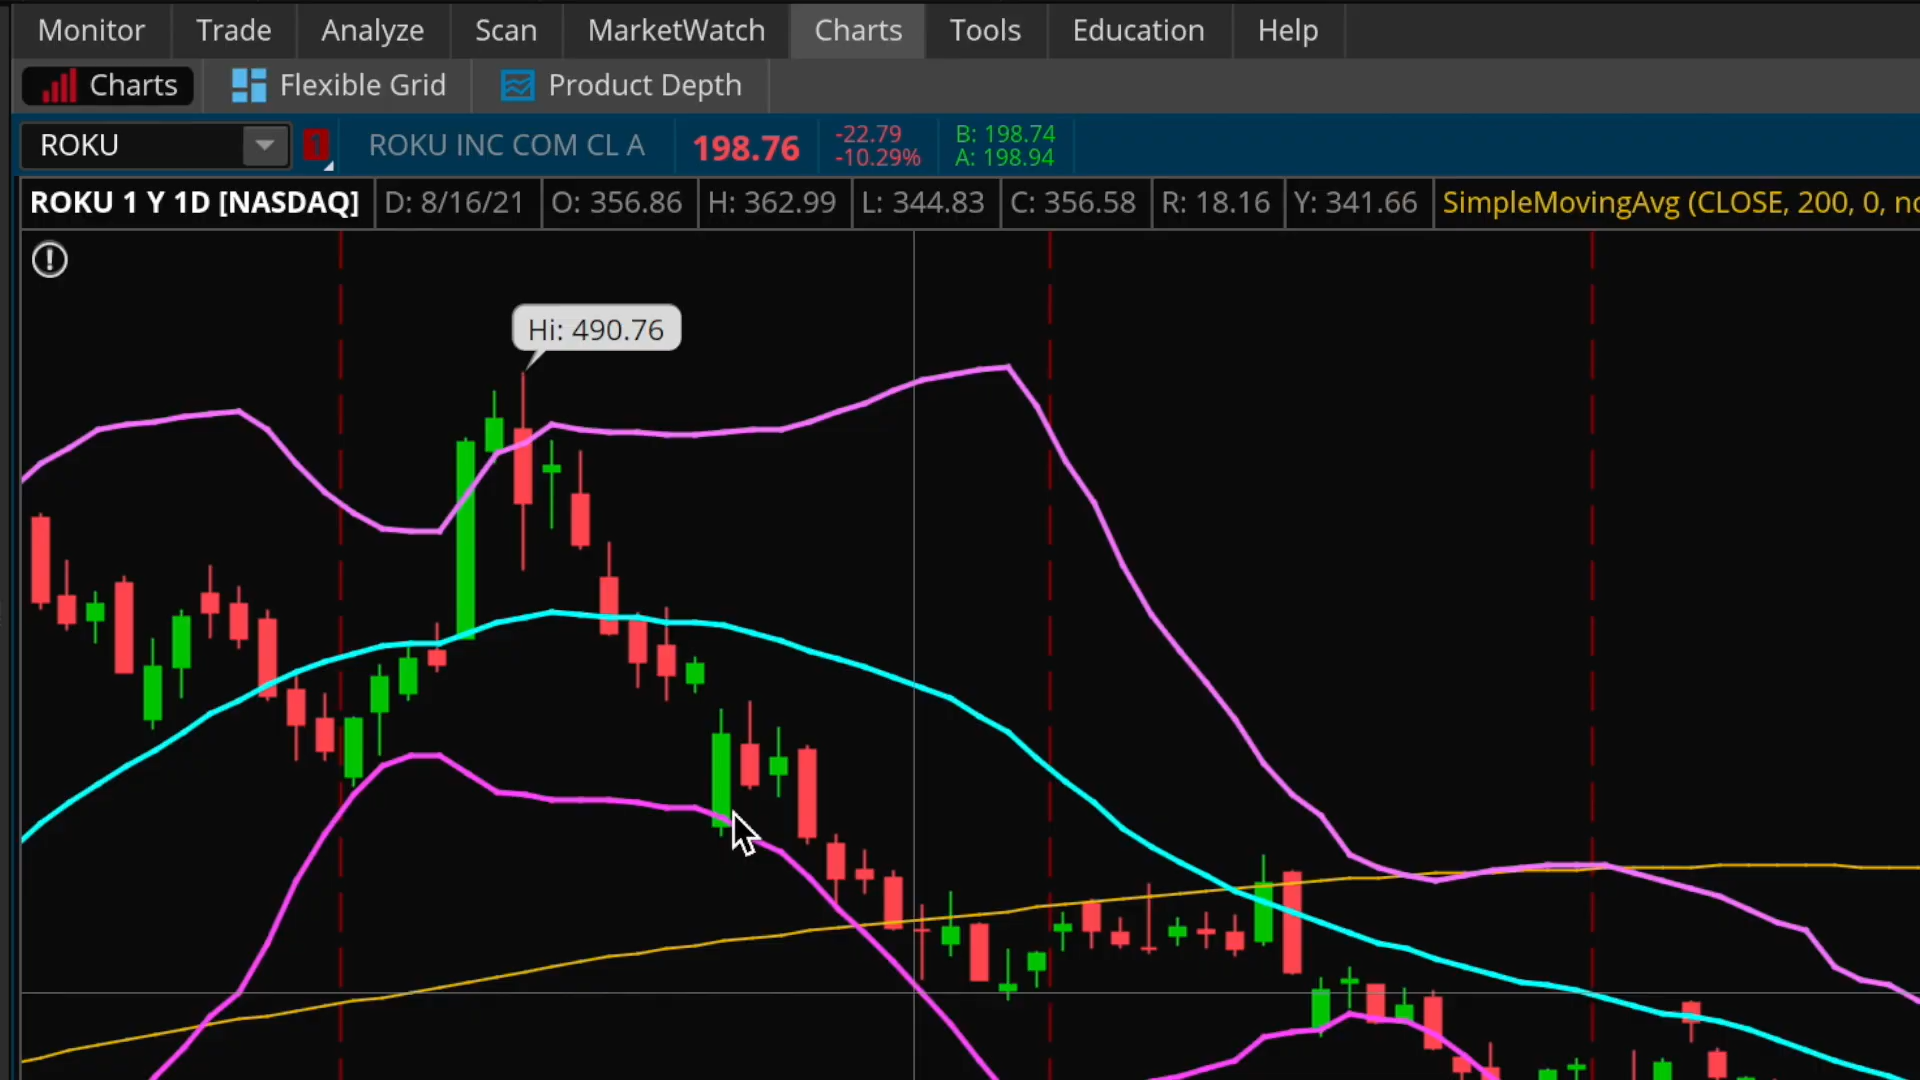 Monitor Trade Analyze Scan MarketWatch Charts Tools Education Help
Charts Flexible Grid Product Depth
ROKU 1 ROKU INC COM CL A 198.76 -22.79 B: 198.74
-10.29% A: 198.94
ROKU 1 Y 1D [NASDAQ] D: 8/16/21 O: 356.86 H: 362.99 L: 344.83 C: 356.58 R: 18.16 Y: 341.66 SimpleMovingAvg (CLOSE, 200, 0, no
Hi: 490.76